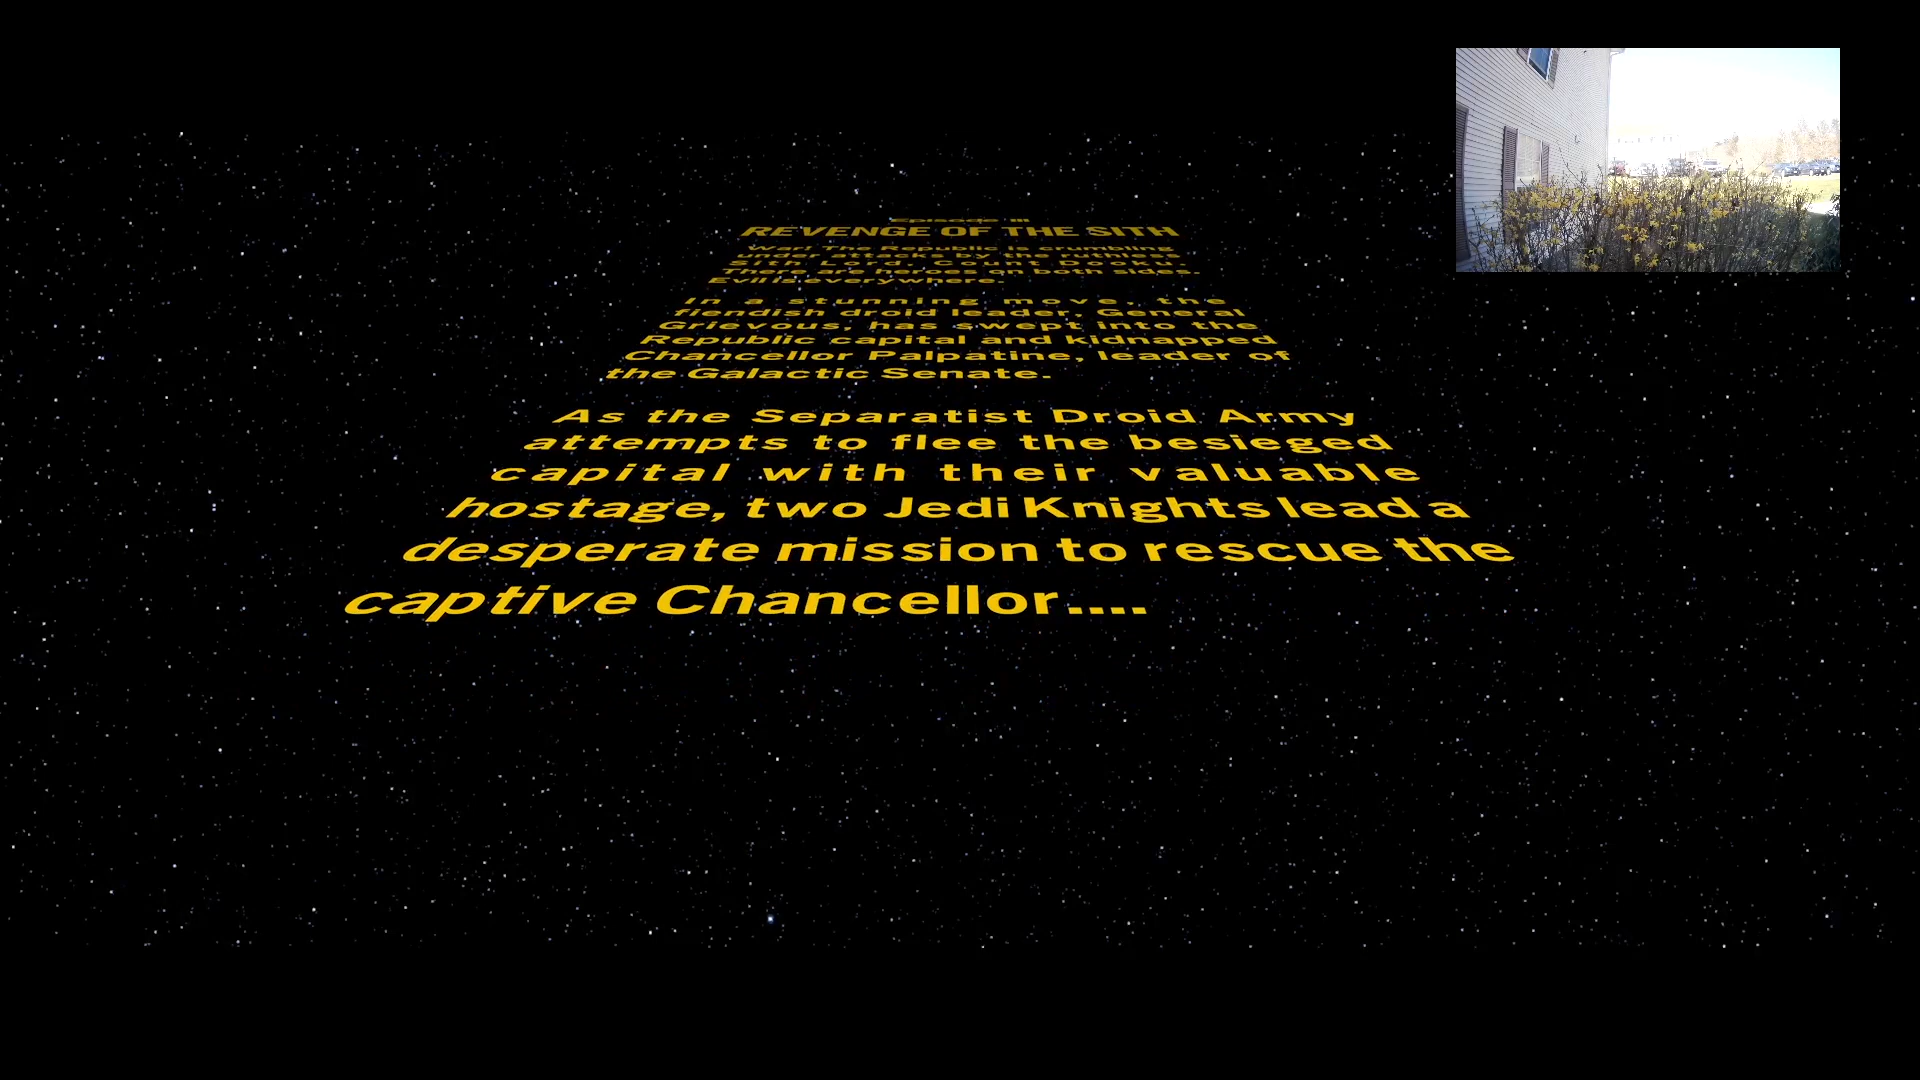 Episode III
REVENGE OF THE SITH
War! The Republic is crumbling
under attacks by the ruthless
Sith Lord, Count Dooku.
There are heroes on both sides.
Evil is everywhere.
In a stunning move, the
fiendish droid leader, General
Grievous, has swept into the
Republic capital and kidnapped
Chancellor Palpatine, leader of
the Galactic Senate.
As the Separatist Droid Army
attempts to flee the besieged
capital with their valuable
hostage, two Jedi Knights lead a
desperate mission to rescue the
captive Chancellor....